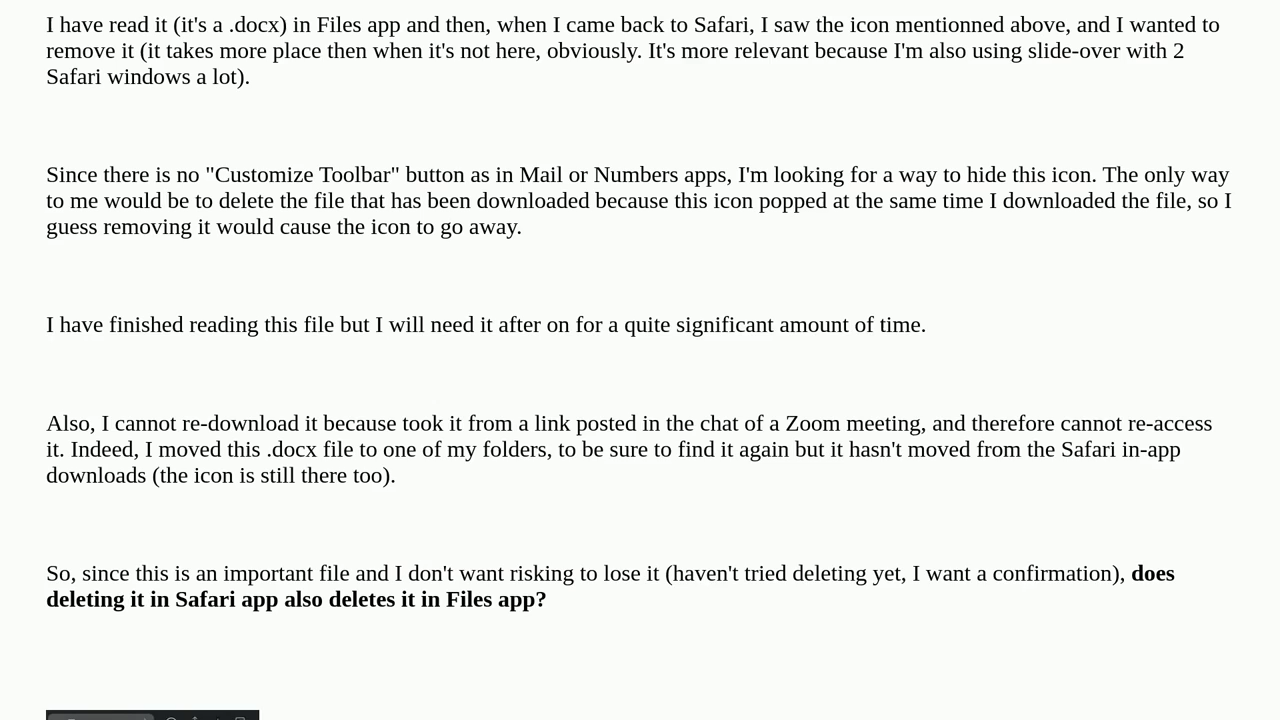 I have read it (it's a .docx) in Files app and then, when I came back to Safari, I saw the icon mentionned above, and I wanted to
remove it (it takes more place then when it's not here, obviously. It's more relevant because I'm also using slide-over with 2
Safari windows a lot).
Since there is no "Customize Toolbar" button as in Mail or Numbers apps, I'm looking for a way to hide this icon. The only way
to me would be to delete the file that has been downloaded because this icon popped at the same time I downloaded the file, so I
guess removing it would cause the icon to go away.
I have finished reading this file but I will need it after on for a quite significant amount of time.
Also, I cannot re-download it because took it from a link posted in the chat of a Zoom meeting, and therefore cannot re-access
it. Indeed, I moved this .docx file to one of my folders, to be sure to find it again but it hasn't moved from the Safari in-app
downloads (the icon is still there too).
So, since this is an important file and I don't want risking to lose it (haven't tried deleting yet, I want a confirmation), does
deleting it in Safari app also deletes it in Files app?